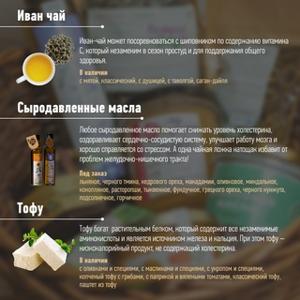 Иван чай
Иван-чай может посоревноваться с шиповником по содержанию витамина
С, который незаменим в сезон простуд и для поддержания общего
здоровья.
В наличии
с мятой, классический, с душицей, с таволгой, саган-дайля
Сыродавленные масла
Любое сыродавленное масло помогает снижать уровень холестерина,
оздоравливает сердечно-сосудистую систему, улучшает работу мозга и
хорошо справляется со стрессом. А одна чайная ложка натощак избавит от
проблем желудочно-кишечного тракта!
Под заказ
льняное, черного тмина, кедрового ореха, макадамии, оливковое, миндальное,
конопляное, расторопши, тыквенное, фундучное, грецкого ореха, черного кунжута,
подсолнечное, горчичное
Тофу
Тофу богат растительным белком, который содержит все незаменимые
аминокислоты и является источником железа и кальция. При этом тофу –
низкокалорийный продукт, не содержащий холестерина.
В наличии
с оливками и специями, с маслинами и специями, с укропом и специями,
копченый тофу с грибами, с паприкой и вялеными томатами, классический тофу,
паштет из тофу